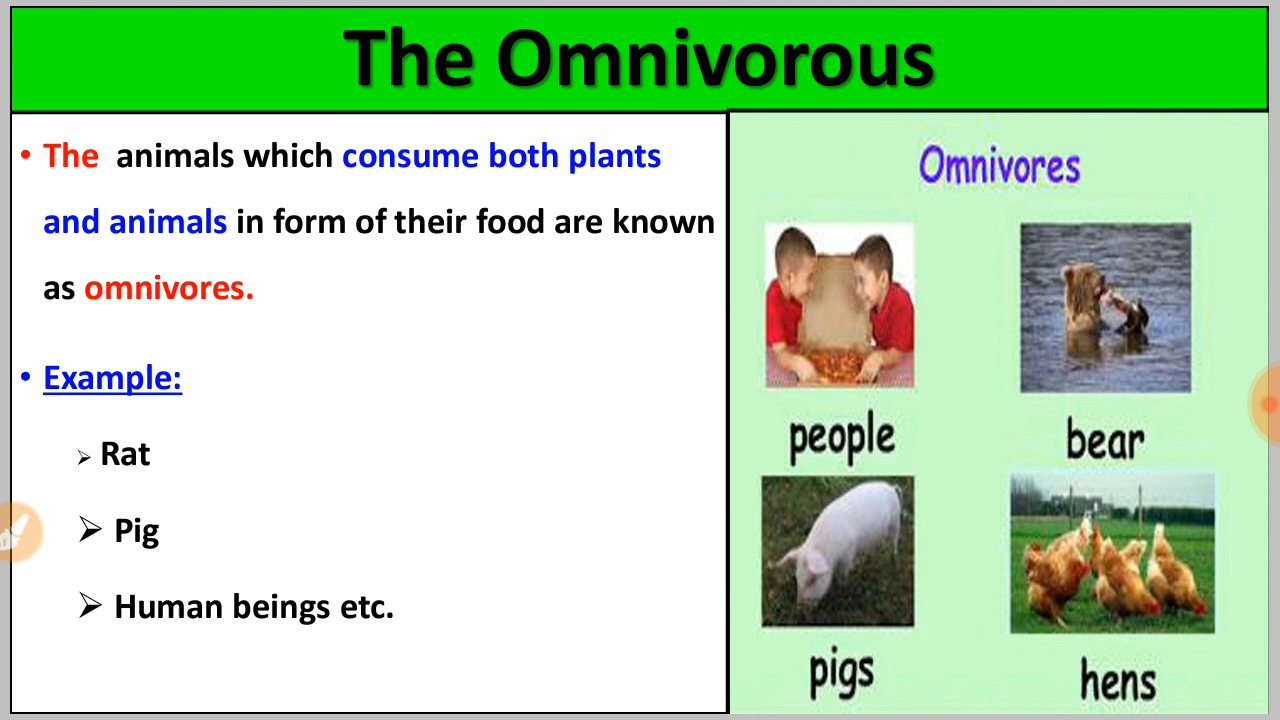 The Omnivorous
• The animals which consume both plants
and animals in form of their food are known
as omnivores.
• Example:
➢ Rat
➢ Pig
➢ Human beings etc.
Omnivores
people
bear
pigs
hens